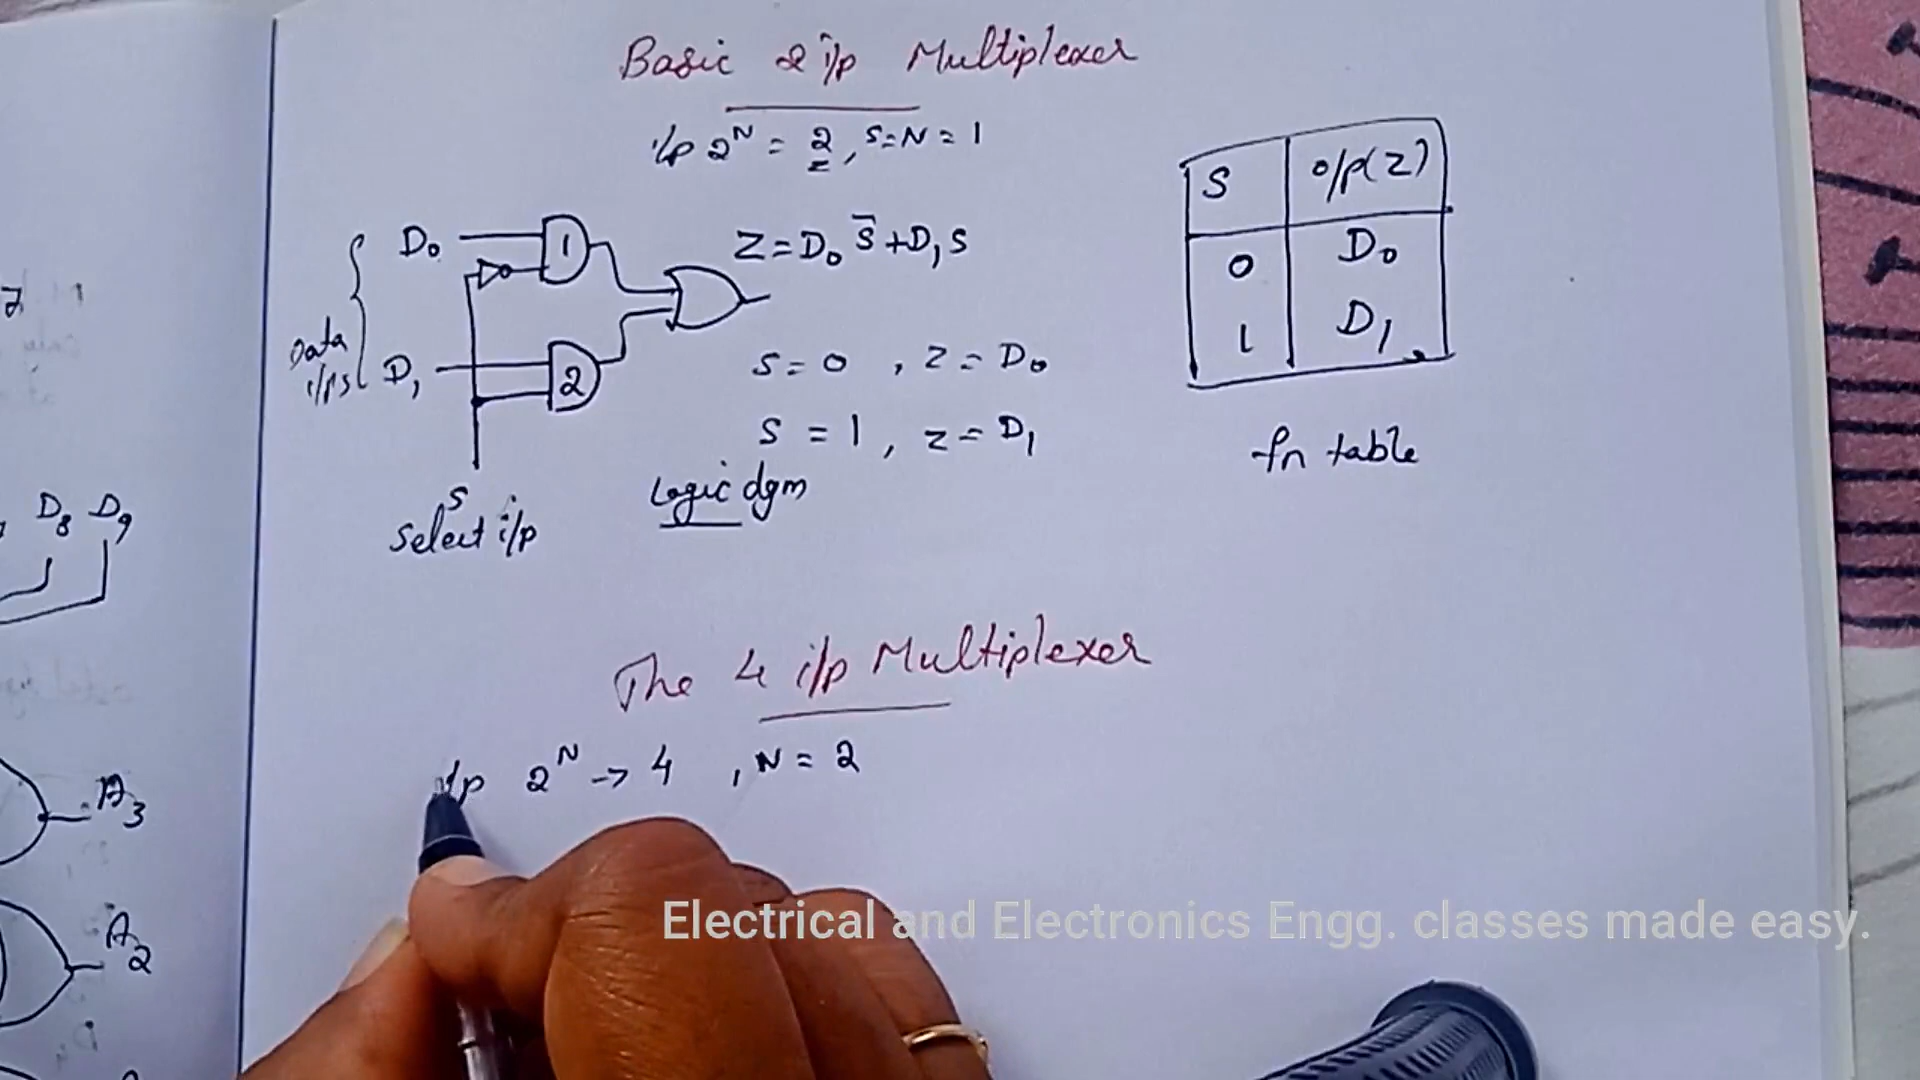 Basic 2 i/p Multiplexer
i/p 2^N = 2, S=N = 1
D₀
1
Z = D₀ S̅ + D₁ S
Data
i/ps
D₁
2
S = 0 , Z = D₀
S = 1 , Z = D₁
S
Select i/p
Logic dgm
S o/p(Z)
0 D₀
1 D₁
fn table
D₈ D₉
The 4 i/p Multiplexer
i/p 2^N -> 4 , N = 2
A₃
A₂
Electrical and Electronics Engg. classes made easy.